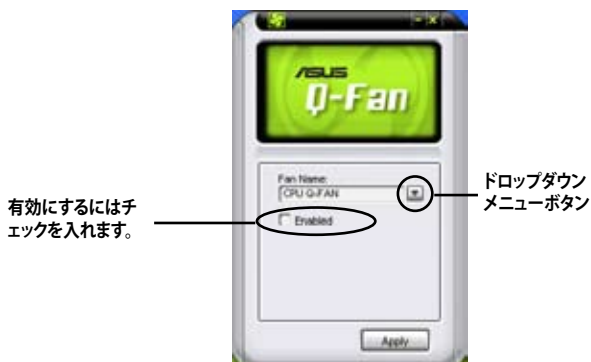 ASUS
Q-Fan
Fan Name:
CPU Q-FAN
ドロップダウン
メニューボタン
有効にするにはチ
ェックを入れます。
Enabled
Apply